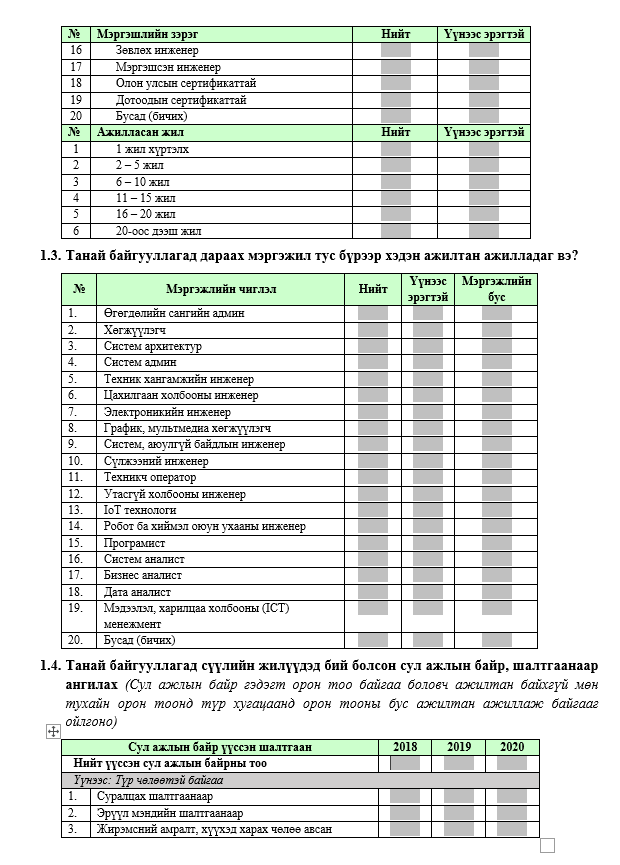 № Мэргэшлийн зэрэг Нийт Үүнээс эрэгтэй
16 Зөвлөх инженер
17 Мэргэшсэн инженер
18 Олон улсын сертификаттай
19 Дотоодын сертификаттай
20 Бусад (бичих)
№ Ажилласан жил Нийт Үүнээс эрэгтэй
1 1 жил хүртэлх
2 2 – 5 жил
3 6 – 10 жил
4 11 – 15 жил
5 16 – 20 жил
6 20-оос дээш жил
1.3. Танай байгууллагад дараах мэргэжил тус бүрээр хэдэн ажилтан ажилладаг вэ?
№ Мэргэжлийн чиглэл Нийт Үүнээс эрэгтэй Мэргэжлийн бус
1. Өгөгдөлийн сангийн админ
2. Хөгжүүлэгч
3. Систем архитектур
4. Систем админ
5. Техник хангамжийн инженер
6. Цахилгаан холбооны инженер
7. Электроникийн инженер
8. График, мультмедиа хөгжүүлэгч
9. Систем, аюулгүй байдлын инженер
10. Сүлжээний инженер
11. Техникч оператор
12. Утасгүй холбооны инженер
13. IoT технологи
14. Робот ба хиймэл оюун ухааны инженер
15. Програмист
16. Систем аналист
17. Бизнес аналист
18. Дата аналист
19. Мэдээлэл, харилцаа холбооны (ICT)
менежмент
20. Бусад (бичих)
1.4. Танай байгууллагад сүүлийн жилүүдэд бий болсон сул ажлын байр, шалтгаанаар
ангилах (Сул ажлын байр гэдэгт орон тоо байгаа боловч ажилтан байхгүй мөн
тухайн орон тоонд түр хугацаанд орон тооны бус ажилтан ажиллаж байгааг
ойлгоно)
Сул ажлын байр үүссэн шалтгаан 2018 2019 2020
Нийт үүссэн сул ажлын байрны тоо
Үүнээс: Түр чөлөөтэй байгаа
1. Суралцах шалтгаанаар
2. Эрүүл мэндийн шалтгаанаар
3. Жирэмсний амралт, хүүхэд харах чөлөө авсан